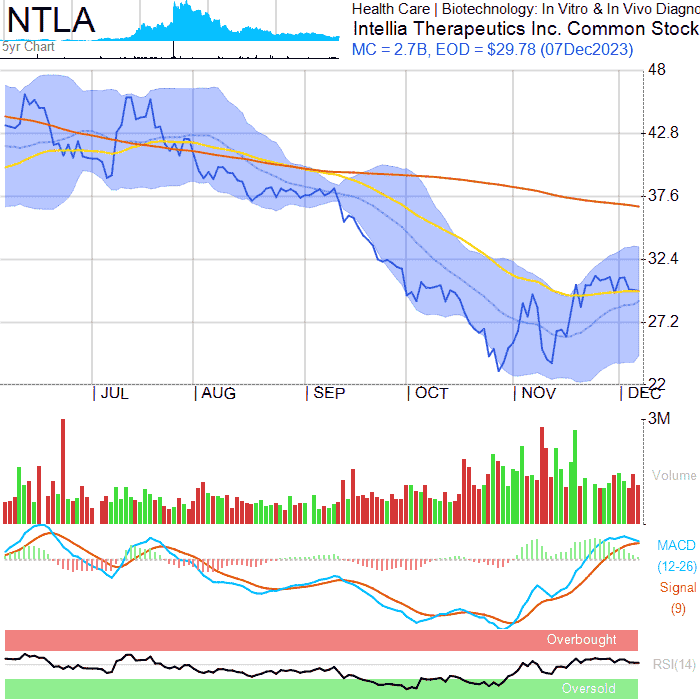 NTLA
5yr Chart
Health Care | Biotechnology: In Vitro & In Vivo Diagno
Intellia Therapeutics Inc. Common Stock
MC = 2.7B, EOD = $29.78 (07Dec2023)
48
42.8
37.6
32.4
27.2
22
JUL AUG SEP OCT NOV DEC
3M
Volume
MACD
(12-26)
Signal
(9)
Overbought
RSI(14)
Oversold